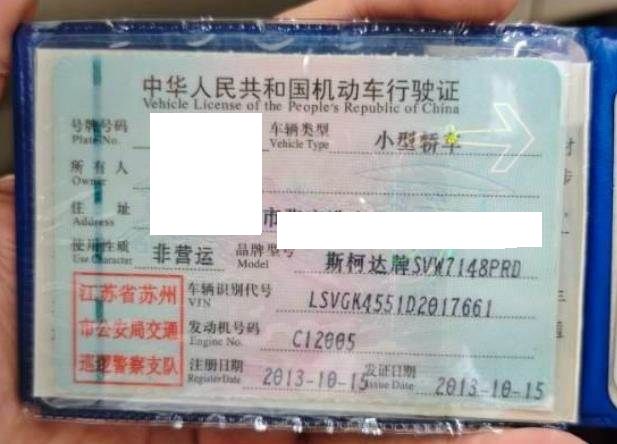 中华人民共和国机动车行驶证
Vehicle License of the People's Republic of China
号牌号码 车辆类型 小型轿车
Plate No. Vehicle Type
所有人
Owner
住 址
Address
使用性质 非营运 品牌型号 斯柯达牌SVW7148PRD
Use Character Model
江苏省苏州
市公安局交通
巡逻警察支队
车辆识别代号 LSVGK4551D2017661
VIN
发动机号码 C12005
Engine No.
注册日期 2013-10-15 发证日期 2013-10-15
Register Date Issue Date